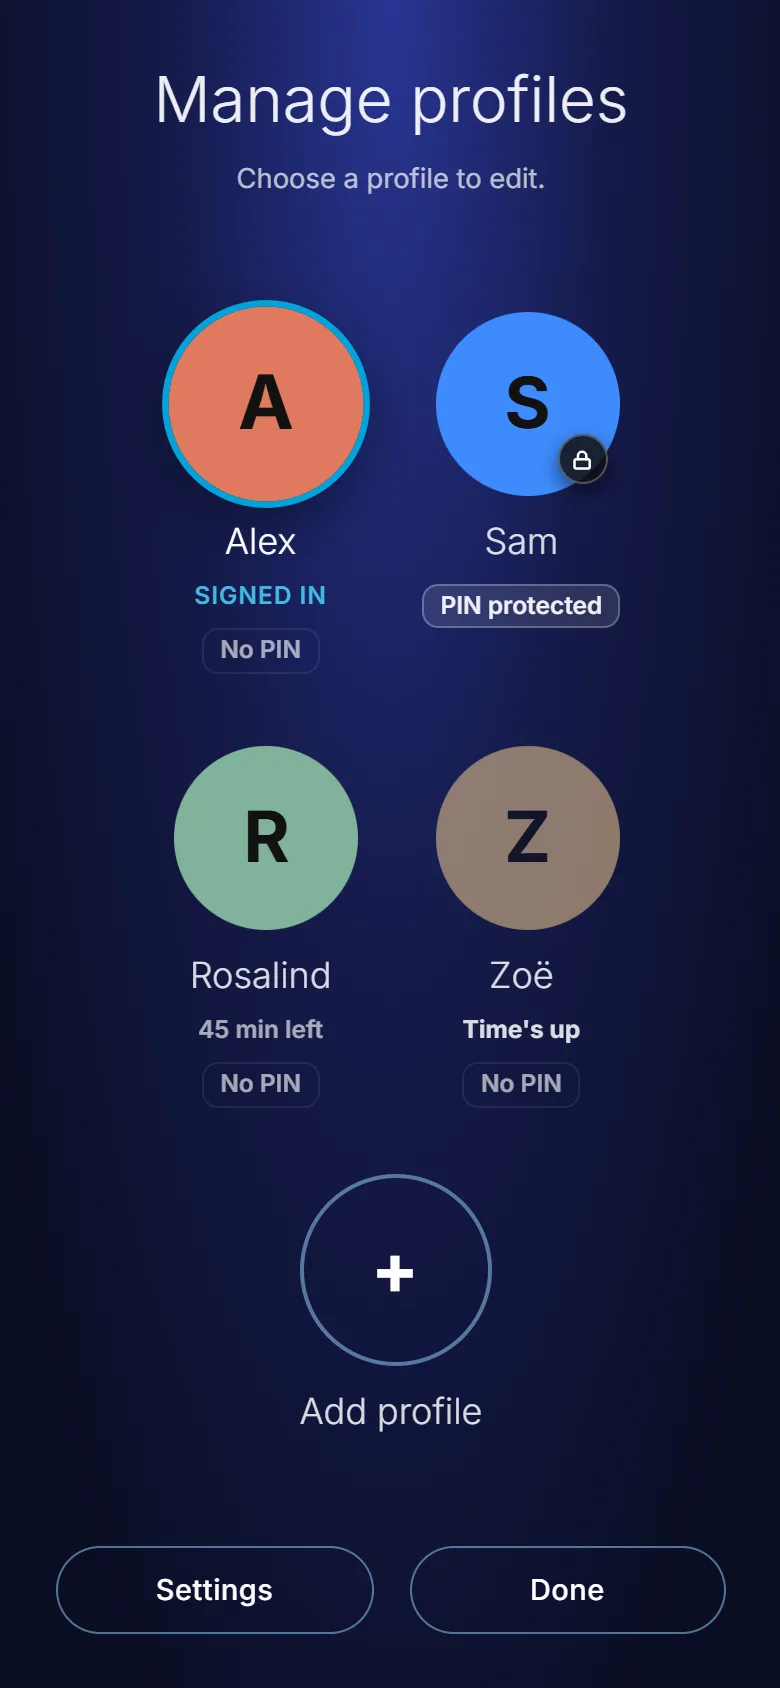 Manage profiles
Choose a profile to edit.
A
S
Alex
Sam
SIGNED IN
PIN protected
No PIN
R
Z
Rosalind
Zoë
45 min left
Time's up
No PIN
No PIN
+
Add profile
Settings
Done